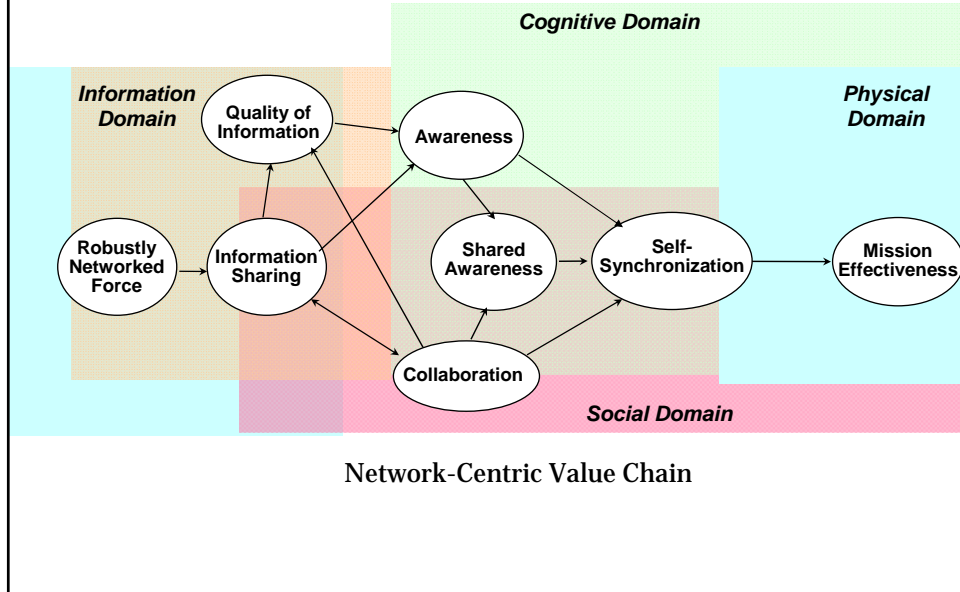 Cognitive Domain
Information
Domain
Physical
Domain
Quality of
Information
Awareness
Robustly
Networked
Force
Information
Sharing
Shared
Awareness
Self-
Synchronization
Mission
Effectiveness
Collaboration
Social Domain
Network-Centric Value Chain